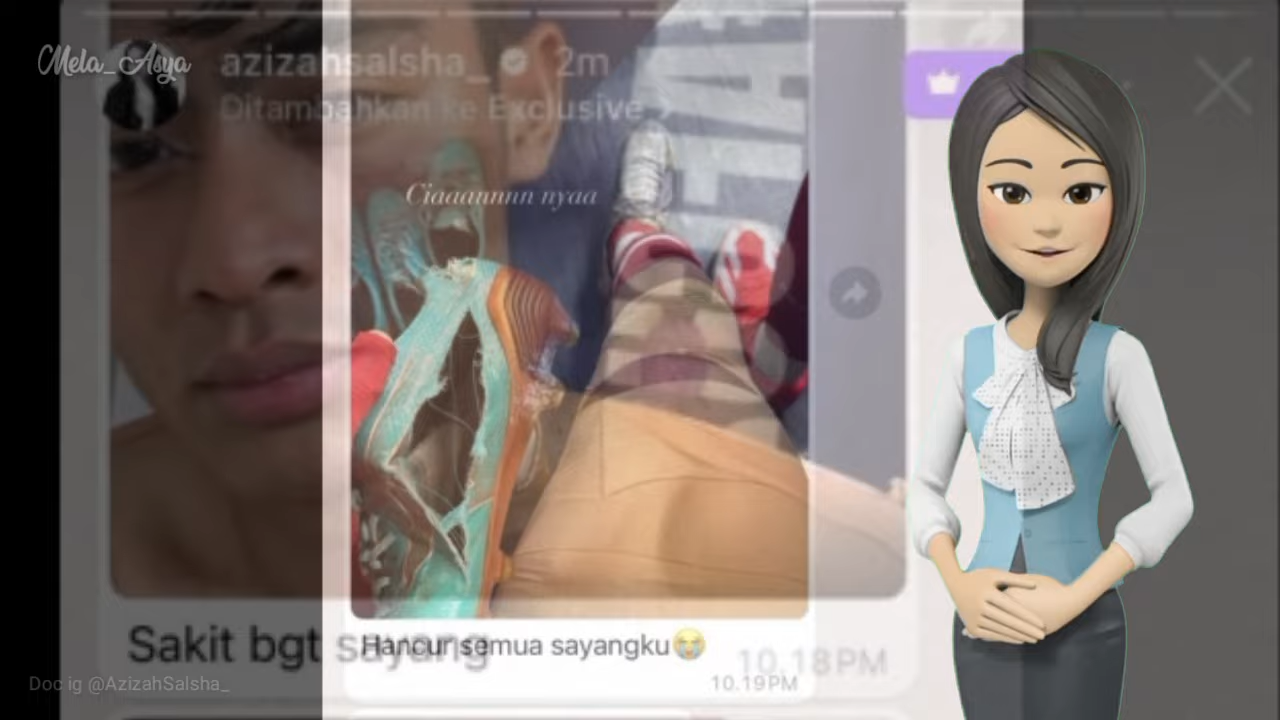 Mela_Asya
azizahsalsha_ 2m
Ditambahkan ke Exclusive
Ciaaannnn nyaa
Sakit bgt sayang
10.18PM
Hancur semua sayangku😭
10.19PM
Doc ig @AzizahSalsha_